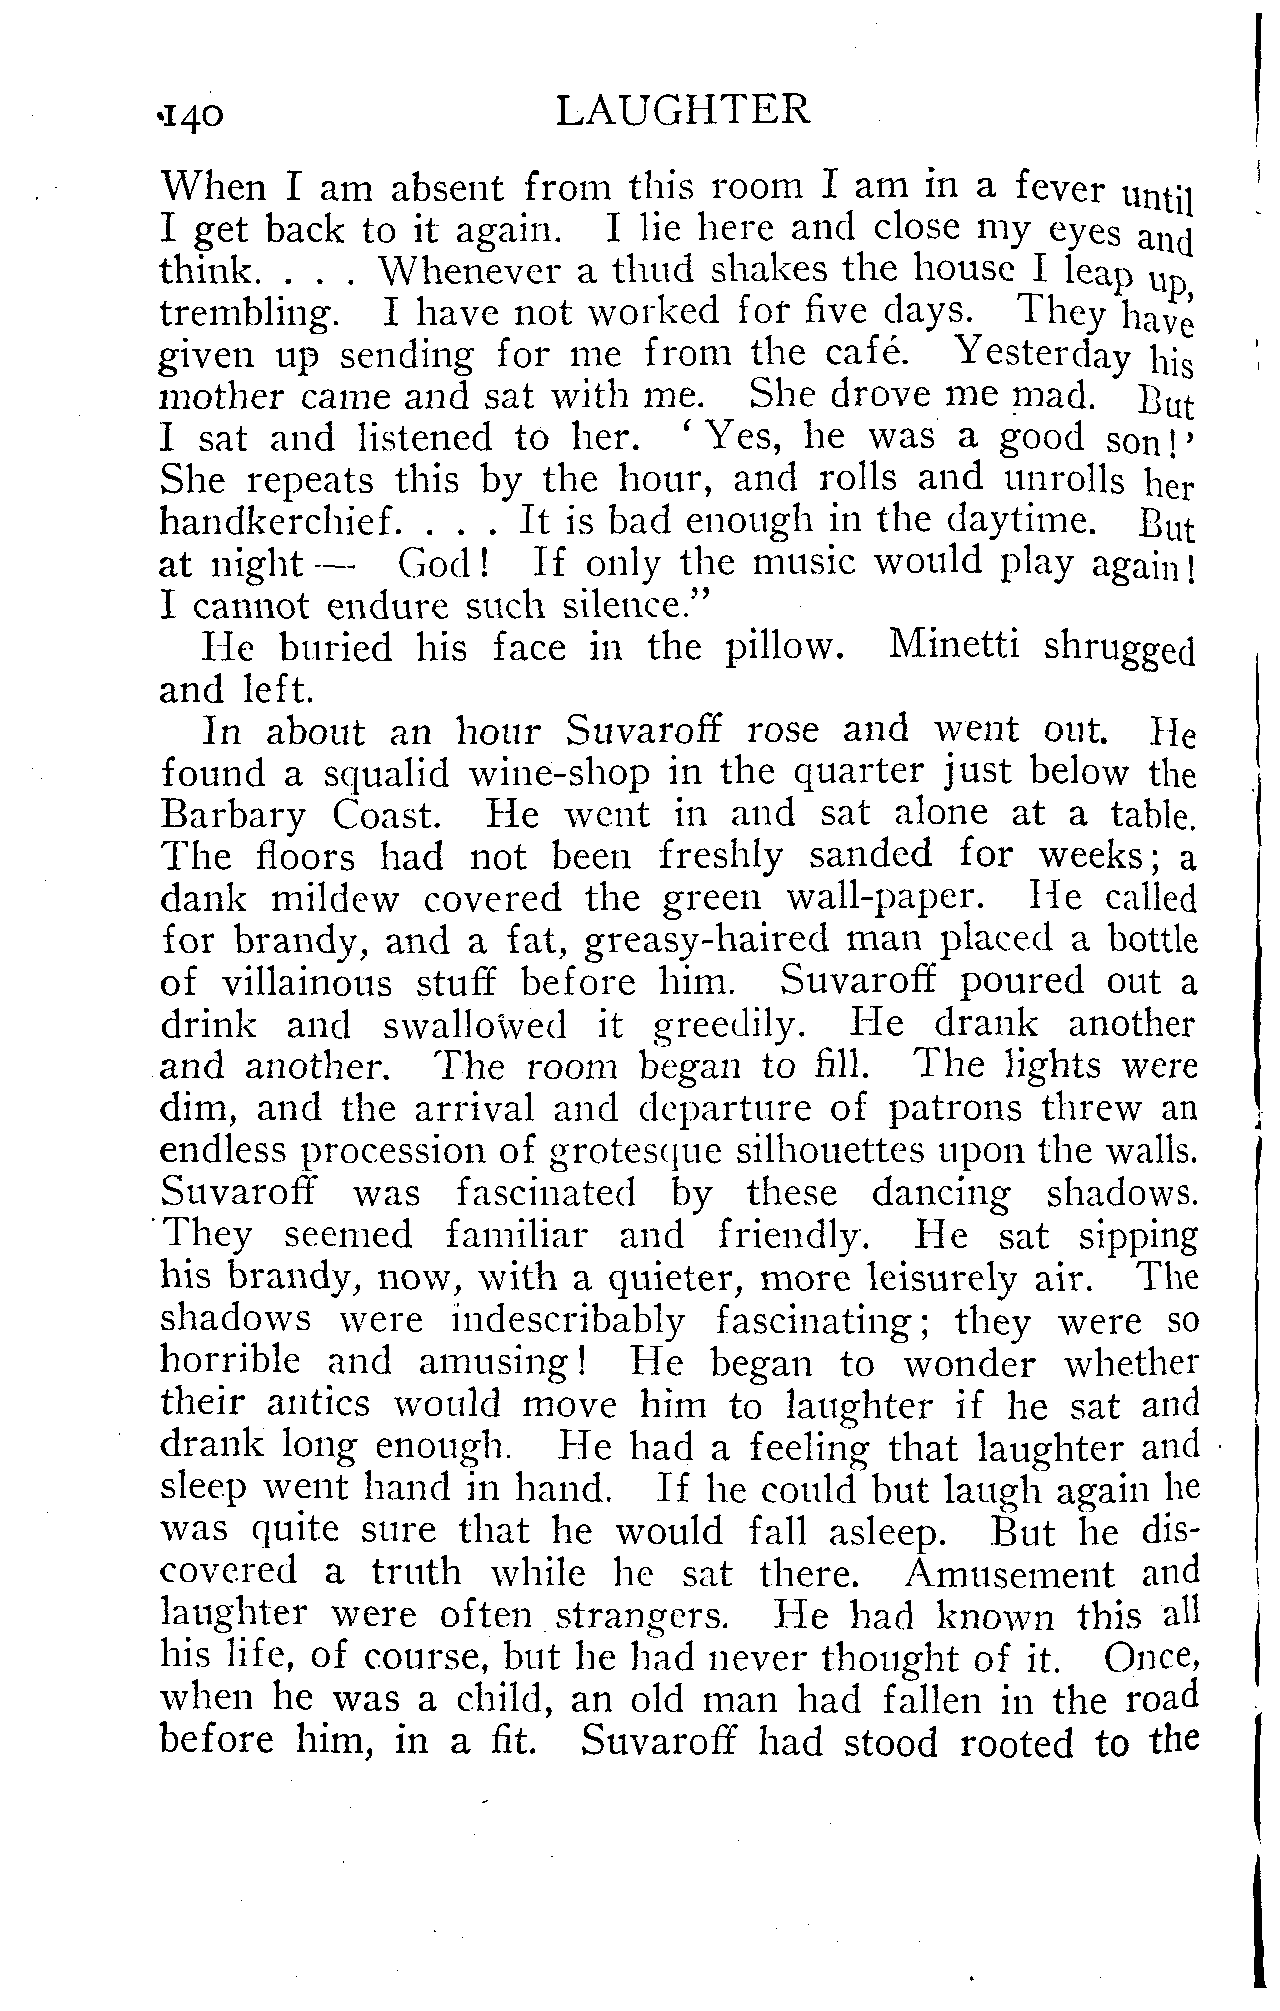 140 LAUGHTER
When I am absent from this room I am in a fever until
I get back to it again. I lie here and close my eyes and
think. . . . Whenever a thud shakes the house I leap up,
trembling. I have not worked for five days. They have
given up sending for me from the café. Yesterday his
mother came and sat with me. She drove me mad. But
I sat and listened to her. ‘Yes, he was a good son!’
She repeats this by the hour, and rolls and unrolls her
handkerchief. . . . It is bad enough in the daytime. But
at night — God! If only the music would play again!
I cannot endure such silence.”
He buried his face in the pillow. Minetti shrugged
and left.
In about an hour Suvaroff rose and went out. He
found a squalid wine-shop in the quarter just below the
Barbary Coast. He went in and sat alone at a table.
The floors had not been freshly sanded for weeks; a
dank mildew covered the green wall-paper. He called
for brandy, and a fat, greasy-haired man placed a bottle
of villainous stuff before him. Suvaroff poured out a
drink and swallowed it greedily. He drank another
and another. The room began to fill. The lights were
dim, and the arrival and departure of patrons threw an
endless procession of grotesque silhouettes upon the walls.
Suvaroff was fascinated by these dancing shadows.
They seemed familiar and friendly. He sat sipping
his brandy, now, with a quieter, more leisurely air. The
shadows were indescribably fascinating; they were so
horrible and amusing! He began to wonder whether
their antics would move him to laughter if he sat and
drank long enough. He had a feeling that laughter and
sleep went hand in hand. If he could but laugh again he
was quite sure that he would fall asleep. But he dis-
covered a truth while he sat there. Amusement and
laughter were often strangers. He had known this all
his life, of course, but he had never thought of it. Once,
when he was a child, an old man had fallen in the road
before him, in a fit. Suvaroff had stood rooted to the